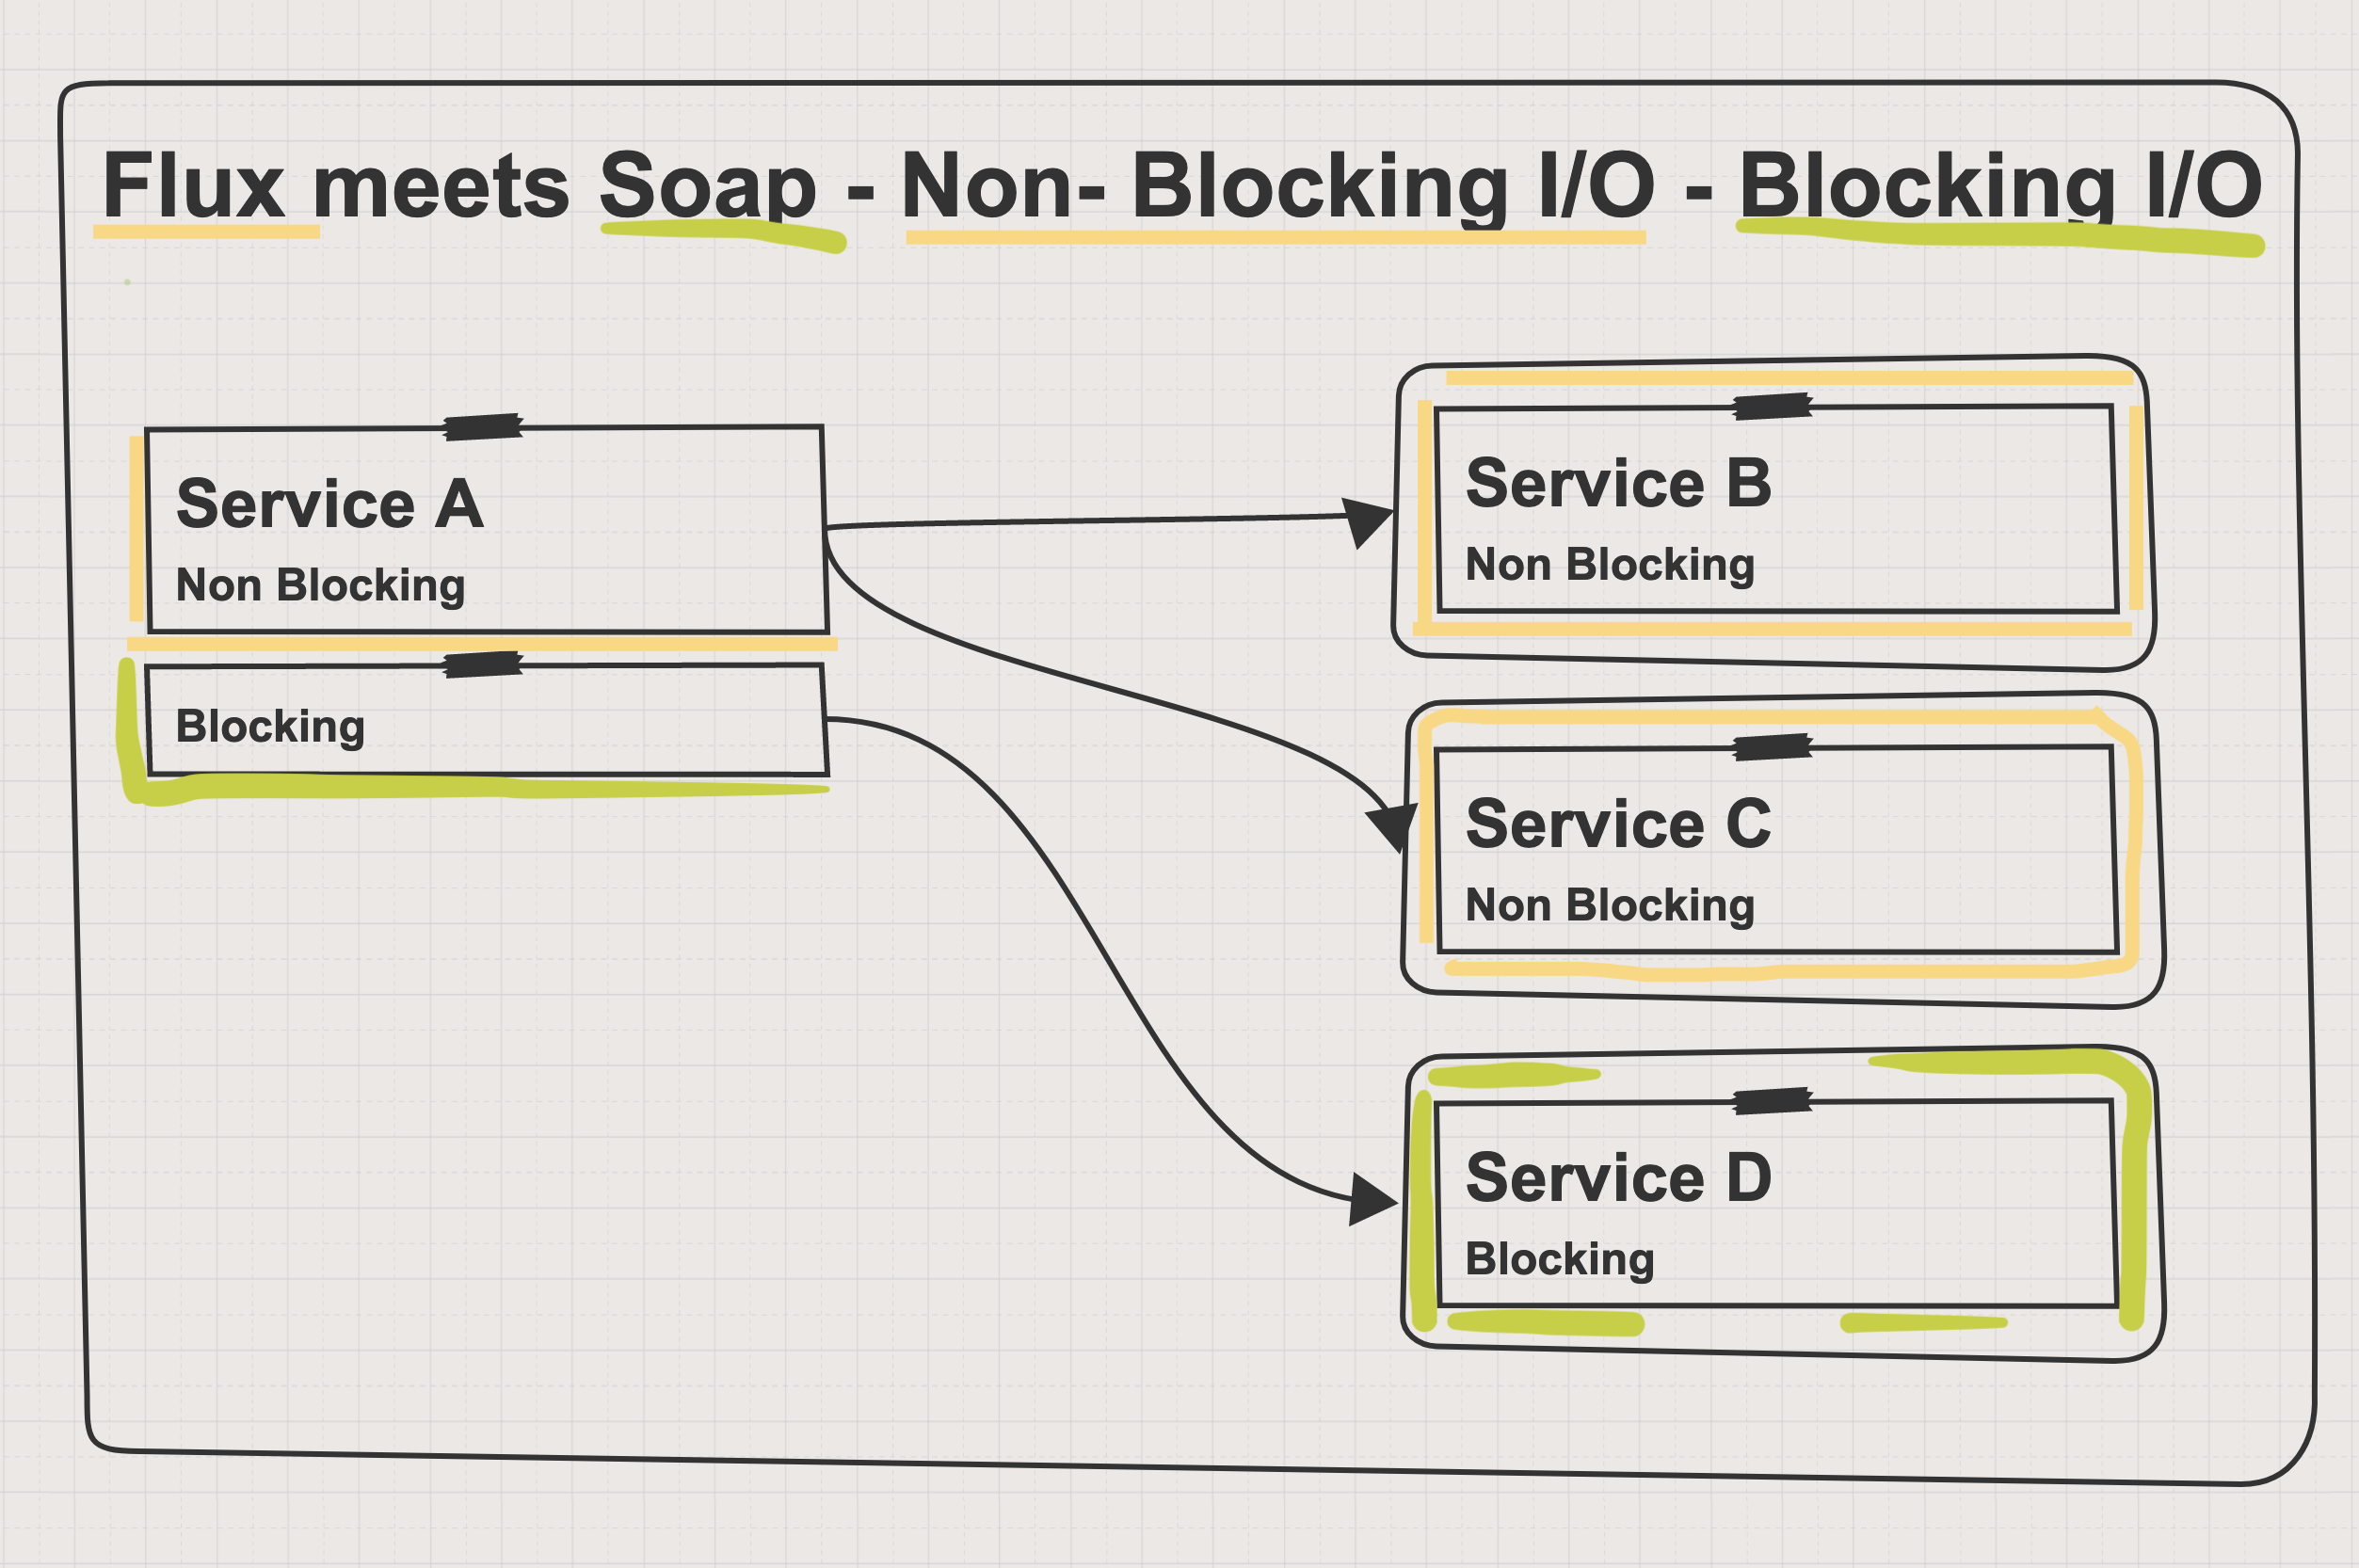 Flux meets Soap - Non- Blocking I/O - Blocking I/O
Service A
Non Blocking
Blocking
Service B
Non Blocking
Service C
Non Blocking
Service D
Blocking